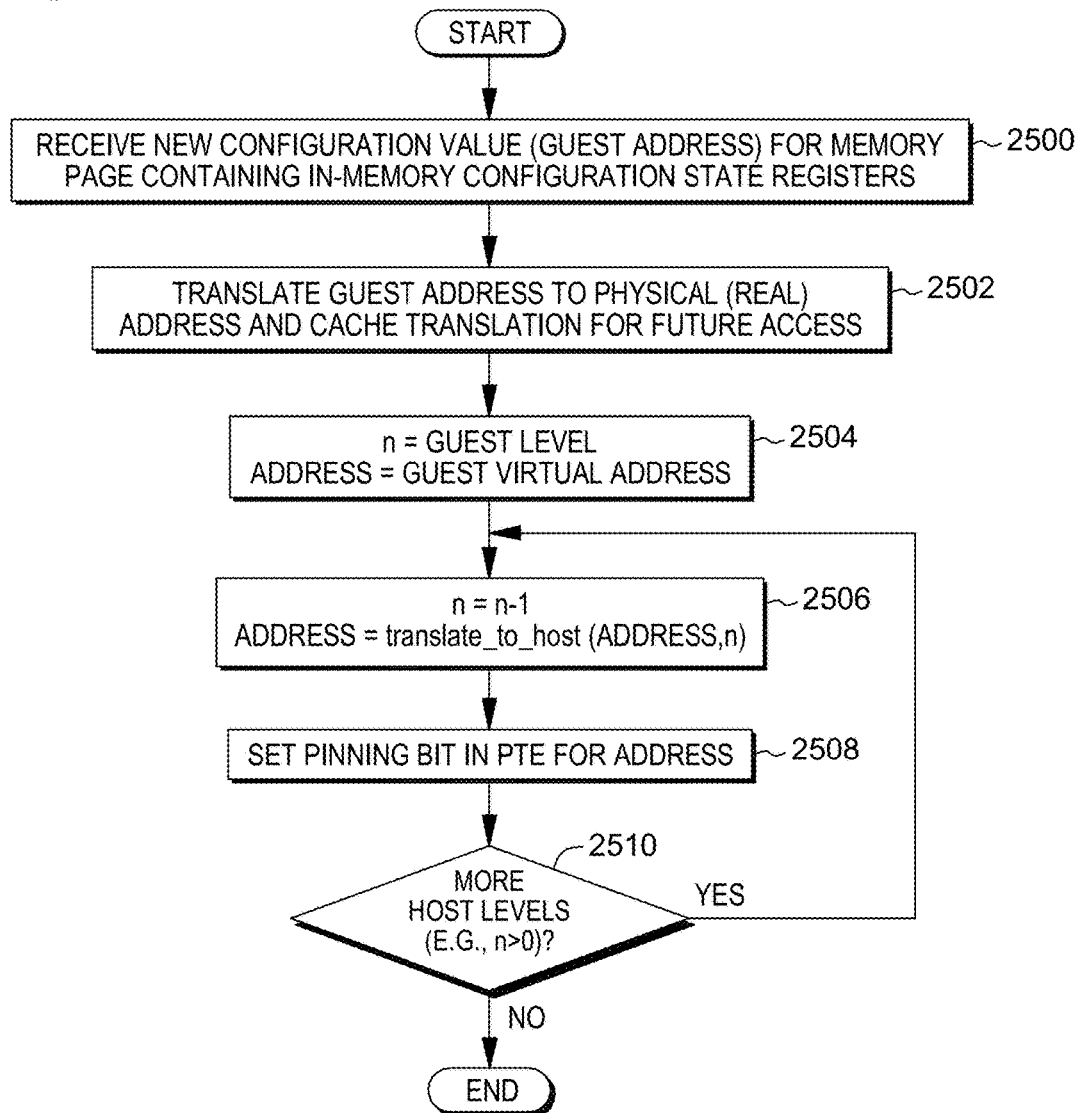 START
RECEIVE NEW CONFIGURATION VALUE (GUEST ADDRESS) FOR MEMORY
PAGE CONTAINING IN-MEMORY CONFIGURATION STATE REGISTERS
2500
TRANSLATE GUEST ADDRESS TO PHYSICAL (REAL)
ADDRESS AND CACHE TRANSLATION FOR FUTURE ACCESS
2502
n = GUEST LEVEL
ADDRESS = GUEST VIRTUAL ADDRESS
2504
n = n-1
ADDRESS = translate_to_host (ADDRESS,n)
2506
SET PINNING BIT IN PTE FOR ADDRESS
2508
2510
MORE
HOST LEVELS
(E.G., n>0)?
YES
NO
END